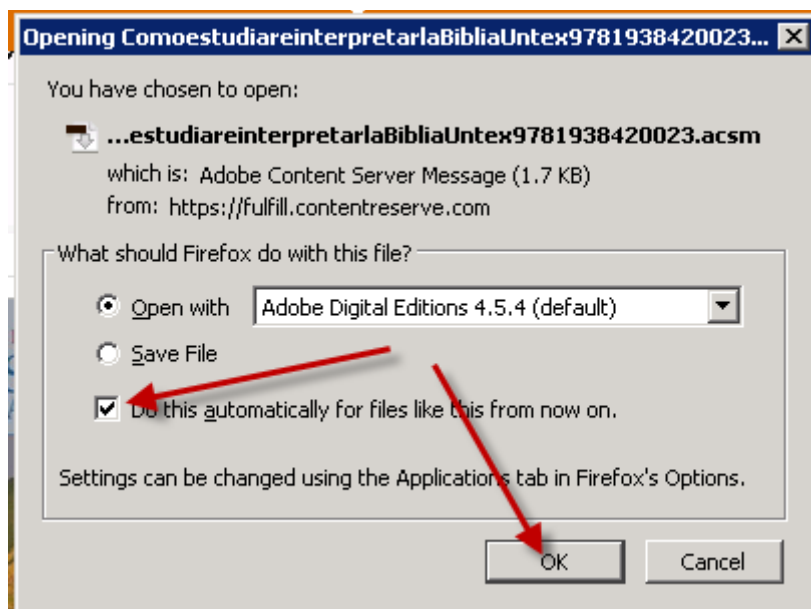 Opening ComoestudiareinterpretarlaBibliaUntex9781938420023...
You have chosen to open:
...estudiareinterpretarlaBibliaUntex9781938420023.acsm
which is: Adobe Content Server Message (1.7 KB)
from: https://fulfill.contentreserve.com
What should Firefox do with this file?
Open with Adobe Digital Editions 4.5.4 (default)
Save File
Do this automatically for files like this from now on.
Settings can be changed using the Applications tab in Firefox's Options.
OK Cancel